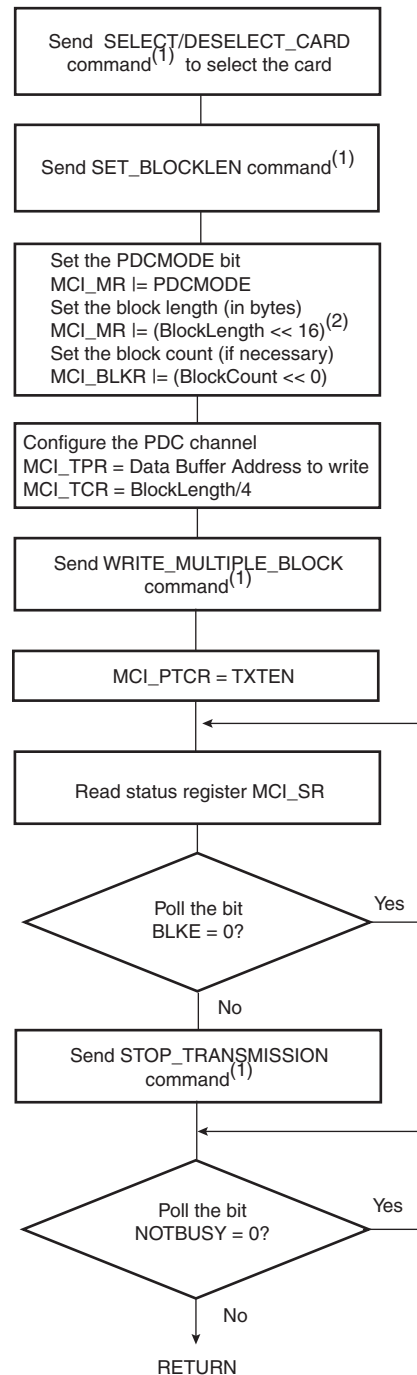 Send SELECT/DESELECT_CARD
command(1) to select the card
Send SET_BLOCKLEN command(1)
Set the PDCMODE bit
MCI_MR |= PDCMODE
Set the block length (in bytes)
MCI_MR |= (BlockLength << 16)(2)
Set the block count (if necessary)
MCI_BLKR |= (BlockCount << 0)
Configure the PDC channel
MCI_TPR = Data Buffer Address to write
MCI_TCR = BlockLength/4
Send WRITE_MULTIPLE_BLOCK
command(1)
MCI_PTCR = TXTEN
Read status register MCI_SR
Poll the bit
BLKE = 0?
Yes
No
Send STOP_TRANSMISSION
command(1)
Poll the bit
NOTBUSY = 0?
Yes
No
RETURN